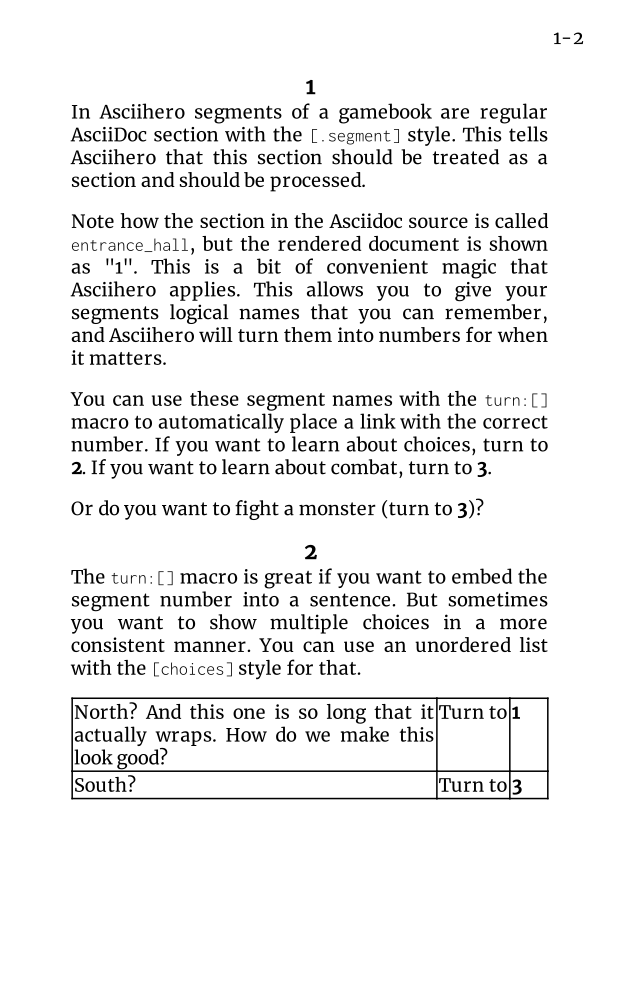 1-2
1
In Asciihero segments of a gamebook are regular
AsciiDoc section with the [.segment] style. This tells
Asciihero that this section should be treated as a
section and should be processed.
Note how the section in the Asciidoc source is called
entrance_hall, but the rendered document is shown
as "1". This is a bit of convenient magic that
Asciihero applies. This allows you to give your
segments logical names that you can remember,
and Asciihero will turn them into numbers for when
it matters.
You can use these segment names with the turn:[]
macro to automatically place a link with the correct
number. If you want to learn about choices, turn to
2. If you want to learn about combat, turn to 3.
Or do you want to fight a monster (turn to 3)?
2
The turn:[] macro is great if you want to embed the
segment number into a sentence. But sometimes
you want to show multiple choices in a more
consistent manner. You can use an unordered list
with the [choices] style for that.
North? And this one is so long that it Turn to 1
actually wraps. How do we make this
look good?
South? Turn to 3